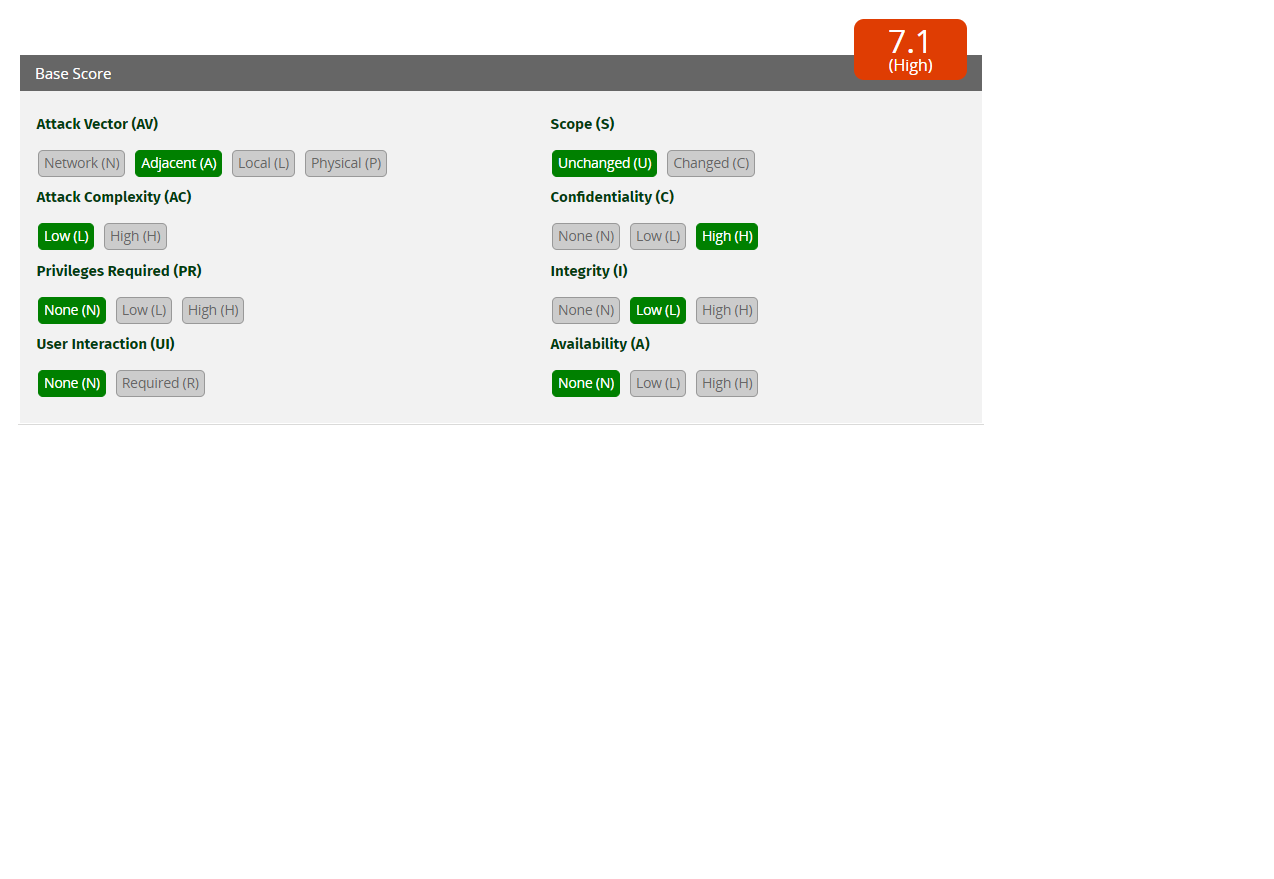 7.1
(High)
Base Score
Attack Vector (AV)
Network (N) Adjacent (A) Local (L) Physical (P)
Attack Complexity (AC)
Low (L) High (H)
Privileges Required (PR)
None (N) Low (L) High (H)
User Interaction (UI)
None (N) Required (R)
Scope (S)
Unchanged (U) Changed (C)
Confidentiality (C)
None (N) Low (L) High (H)
Integrity (I)
None (N) Low (L) High (H)
Availability (A)
None (N) Low (L) High (H)